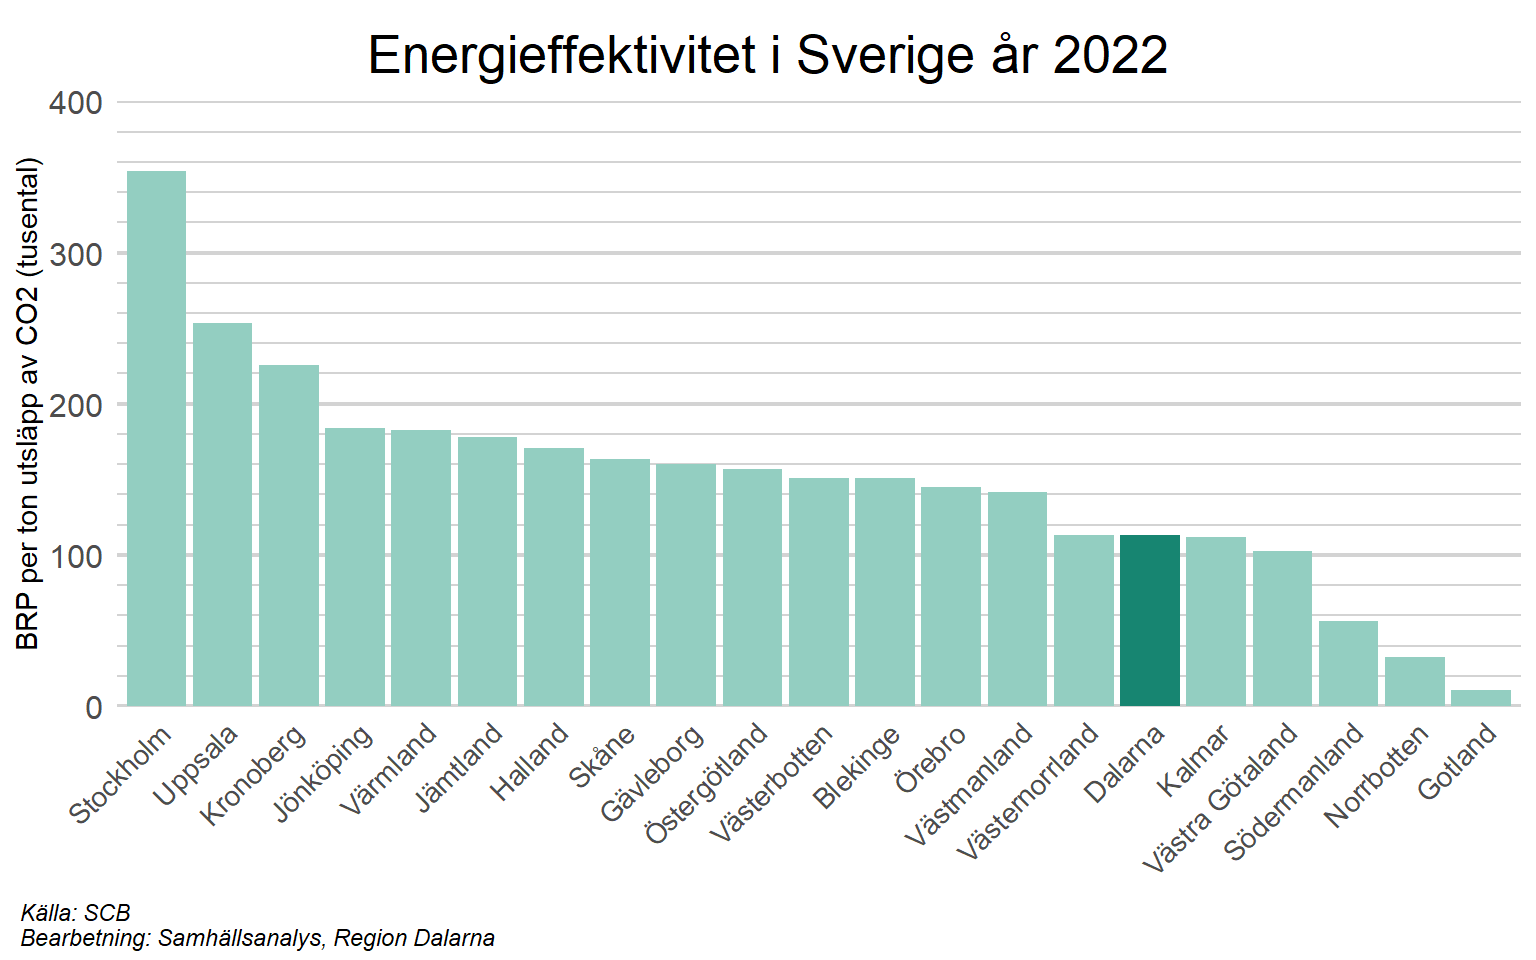 Energieffektivitet i Sverige år 2022
BRP per ton utsläpp av CO2 (tusental)
400
300
200
100
0
Stockholm
Uppsala
Kronoberg
Jönköping
Värmland
Jämtland
Halland
Skåne
Gävleborg
Östergötland
Västerbotten
Blekinge
Örebro
Västmanland
Västernorrland
Dalarna
Kalmar
Västra Götaland
Södermanland
Norrbotten
Gotland
Källa: SCB
Bearbetning: Samhällsanalys, Region Dalarna